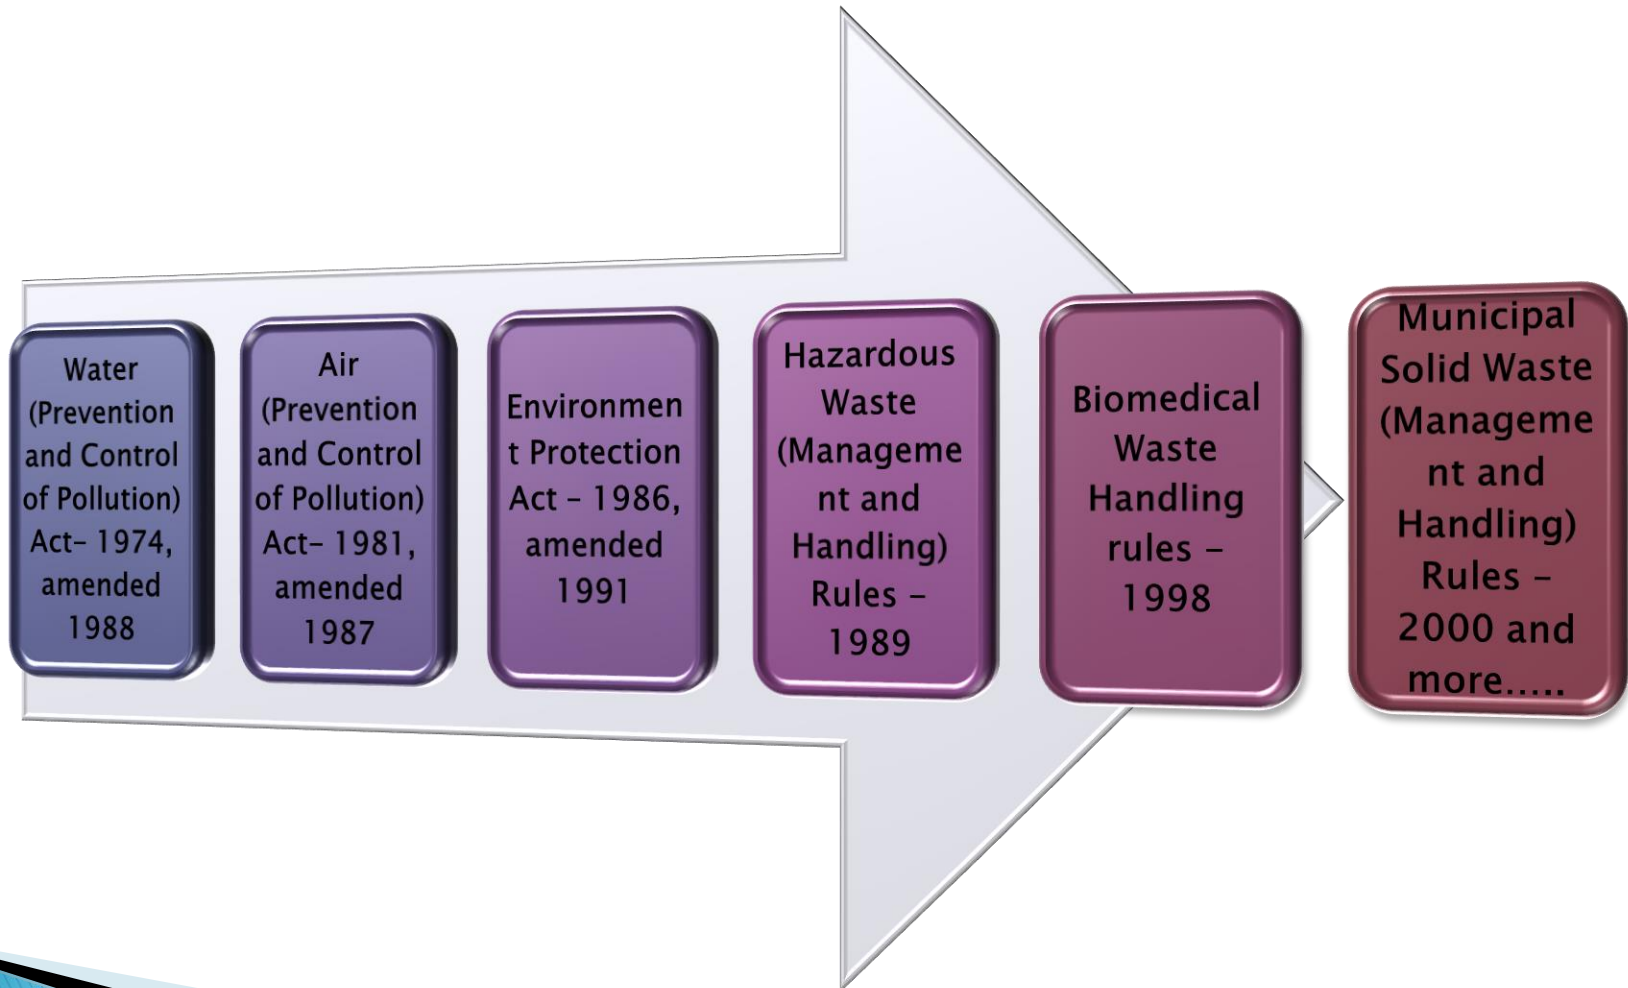 Water
(Prevention
and Control
of Pollution)
Act– 1974,
amended
1988
Air
(Prevention
and Control
of Pollution)
Act– 1981,
amended
1987
Environmen
t Protection
Act – 1986,
amended
1991
Hazardous
Waste
(Manageme
nt and
Handling)
Rules –
1989
Biomedical
Waste
Handling
rules –
1998
Municipal
Solid Waste
(Manageme
nt and
Handling)
Rules –
2000 and
more.....